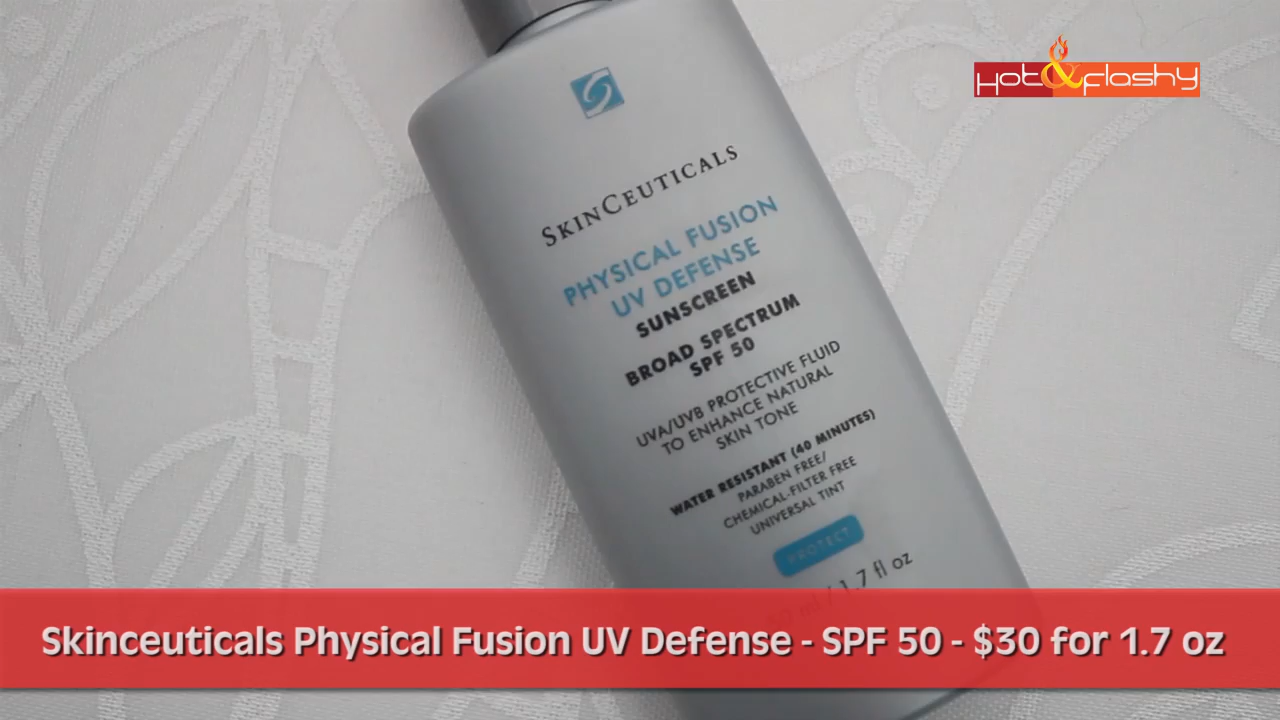 Hot&Flashy
SKINCEUTICALS
PHYSICAL FUSION
UV DEFENSE
SUNSCREEN
BROAD SPECTRUM
SPF 50
UVA/UVB PROTECTIVE FLUID
TO ENHANCE NATURAL
SKIN TONE
WATER RESISTANT (40 MINUTES)
PARABEN FREE/
CHEMICAL-FILTER FREE
UNIVERSAL TINT
PROTECT
ml / 1.7 fl oz
Skinceuticals Physical Fusion UV Defense - SPF 50 - $30 for 1.7 oz